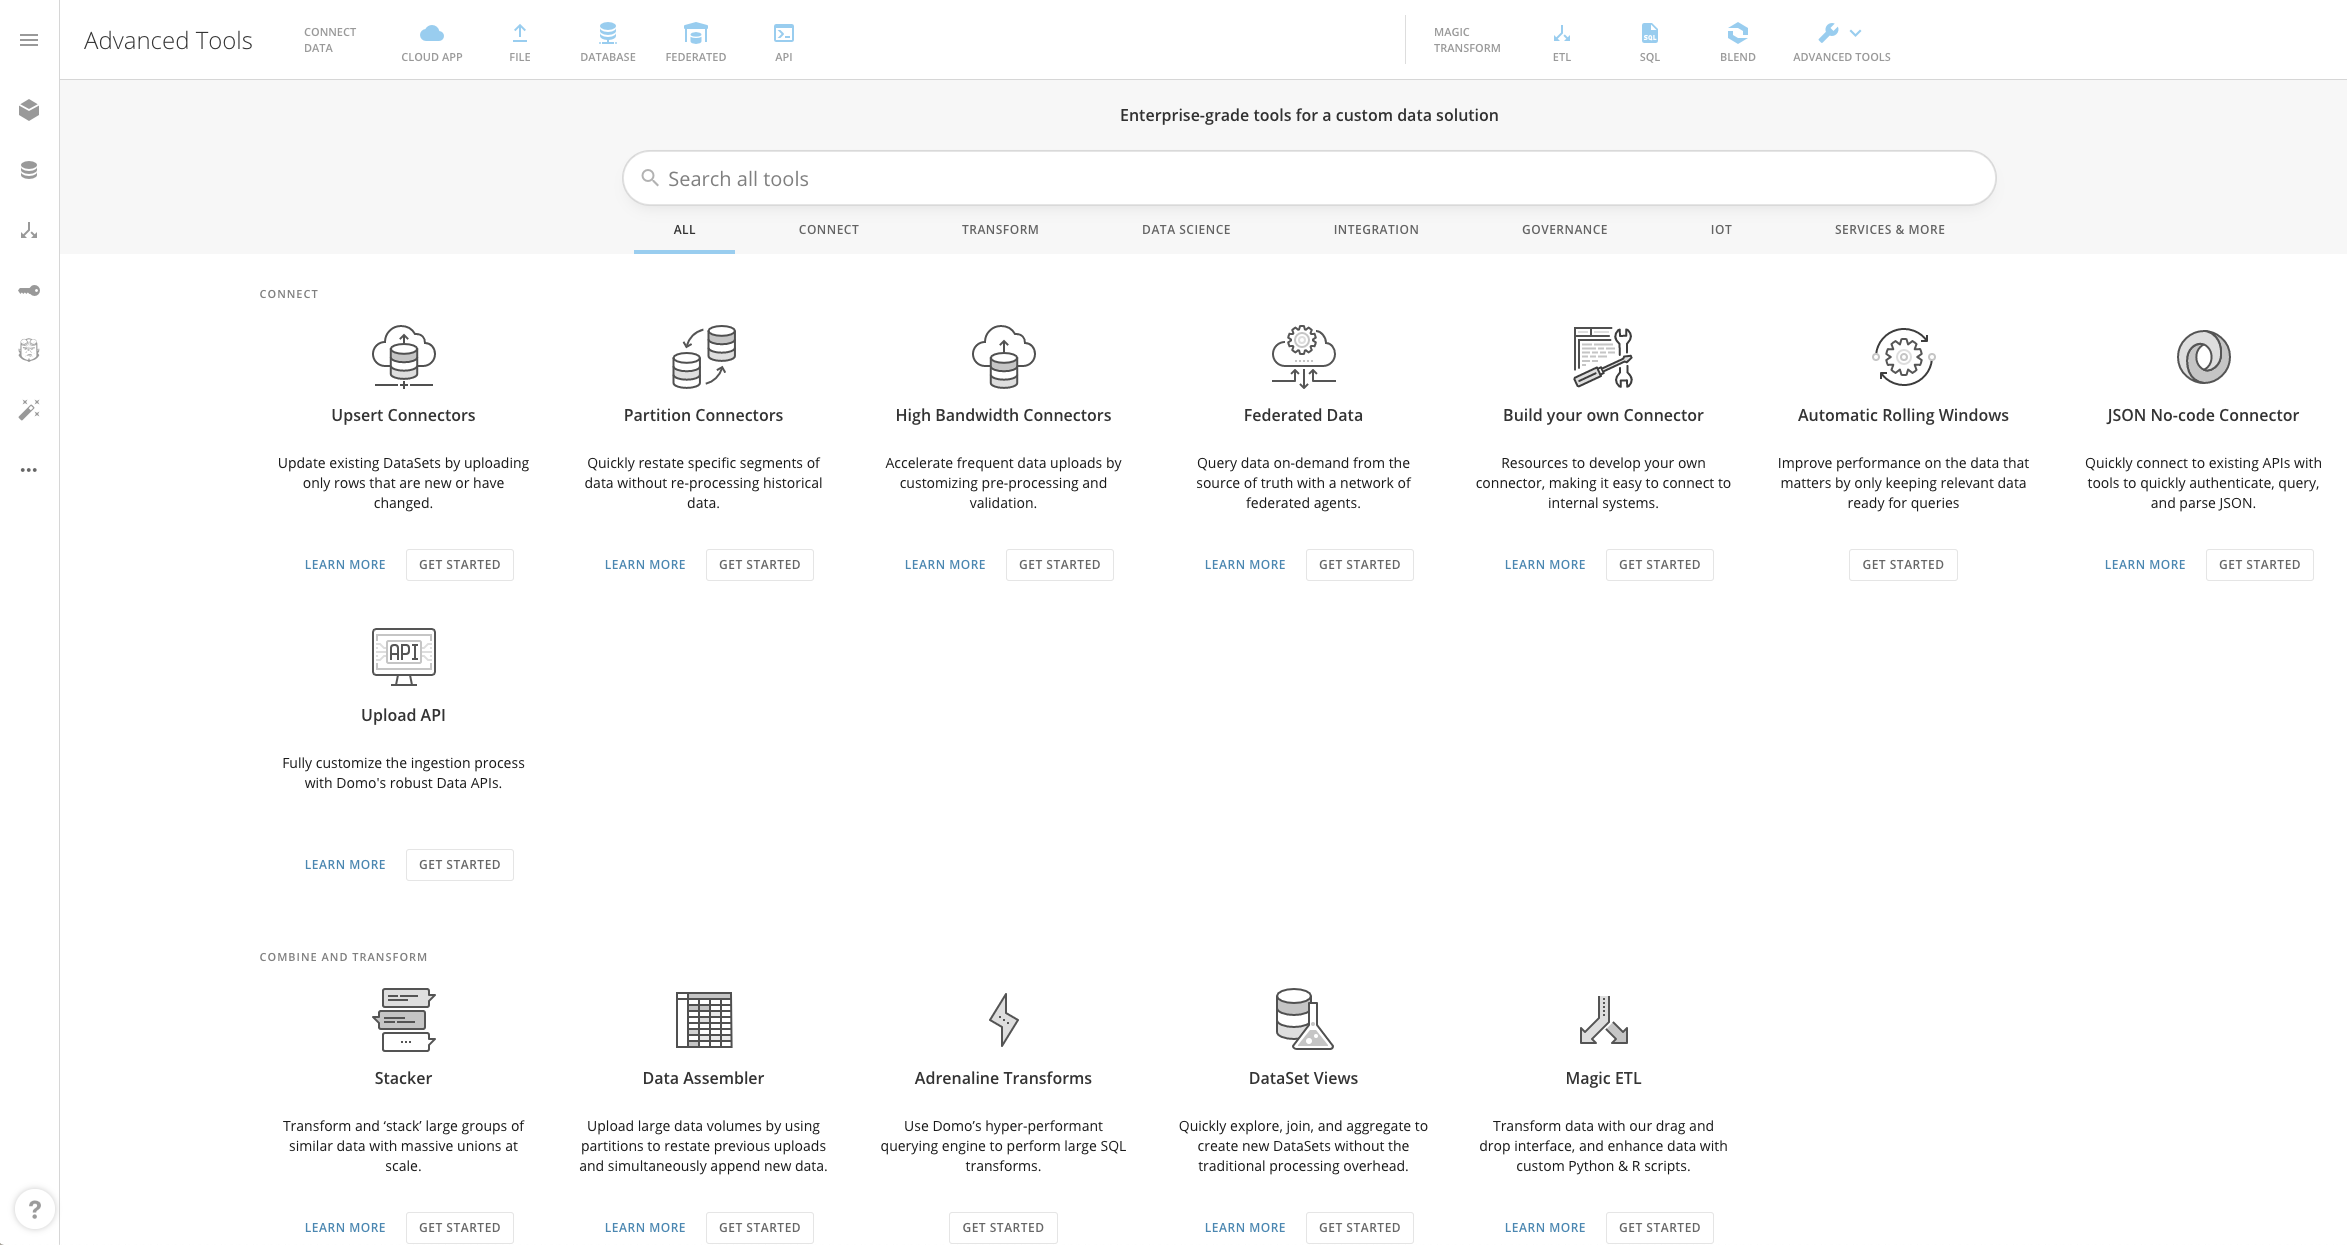 Advanced Tools
CONNECT
DATA
CLOUD APP
FILE
DATABASE
FEDERATED
API
MAGIC
TRANSFORM
ETL
SQL
SQL
BLEND
ADVANCED TOOLS
Enterprise-grade tools for a custom data solution
Search all tools
ALL
CONNECT
TRANSFORM
DATA SCIENCE
INTEGRATION
GOVERNANCE
IOT
SERVICES & MORE
CONNECT
Upsert Connectors
Update existing DataSets by uploading
only rows that are new or have
changed.
LEARN MORE
GET STARTED
Partition Connectors
Quickly restate specific segments of
data without re-processing historical
data.
LEARN MORE
GET STARTED
High Bandwidth Connectors
Accelerate frequent data uploads by
customizing pre-processing and
validation.
LEARN MORE
GET STARTED
Federated Data
Query data on-demand from the
source of truth with a network of
federated agents.
LEARN MORE
GET STARTED
Build your own Connector
Resources to develop your own
connector, making it easy to connect to
internal systems.
LEARN MORE
GET STARTED
Automatic Rolling Windows
Improve performance on the data that
matters by only keeping relevant data
ready for queries
GET STARTED
JSON No-code Connector
Quickly connect to existing APIs with
tools to quickly authenticate, query,
and parse JSON.
LEARN MORE
GET STARTED
API
Upload API
Fully customize the ingestion process
with Domo's robust Data APIs.
LEARN MORE
GET STARTED
COMBINE AND TRANSFORM
Stacker
Transform and ‘stack’ large groups of
similar data with massive unions at
scale.
LEARN MORE
GET STARTED
Data Assembler
Upload large data volumes by using
partitions to restate previous uploads
and simultaneously append new data.
LEARN MORE
GET STARTED
Adrenaline Transforms
Use Domo’s hyper-performant
querying engine to perform large SQL
transforms.
GET STARTED
DataSet Views
Quickly explore, join, and aggregate to
create new DataSets without the
traditional processing overhead.
LEARN MORE
GET STARTED
Magic ETL
Transform data with our drag and
drop interface, and enhance data with
custom Python & R scripts.
LEARN MORE
GET STARTED
?